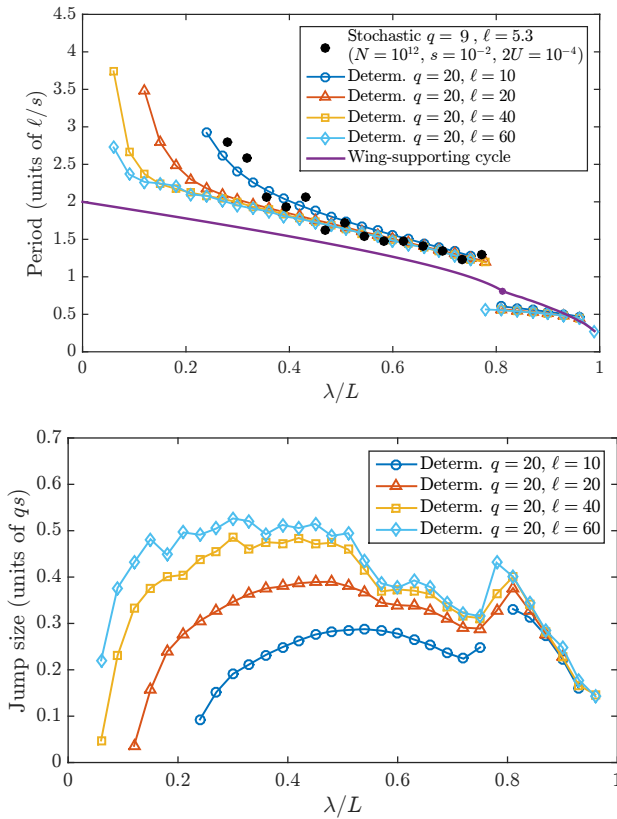 Period (units of ℓ/s)
4.5
4
3.5
3
2.5
2
1.5
1
0.5
0
Stochastic q = 9 , ℓ = 5.3
(N = 10¹², s = 10⁻², 2U = 10⁻⁴)
Determ. q = 20, ℓ = 10
Determ. q = 20, ℓ = 20
Determ. q = 20, ℓ = 40
Determ. q = 20, ℓ = 60
Wing-supporting cycle
0 0.2 0.4 0.6 0.8 1
λ/L
Jump size (units of qs)
0.7
0.6
0.5
0.4
0.3
0.2
0.1
0
Determ. q = 20, ℓ = 10
Determ. q = 20, ℓ = 20
Determ. q = 20, ℓ = 40
Determ. q = 20, ℓ = 60
0 0.2 0.4 0.6 0.8 1
λ/L